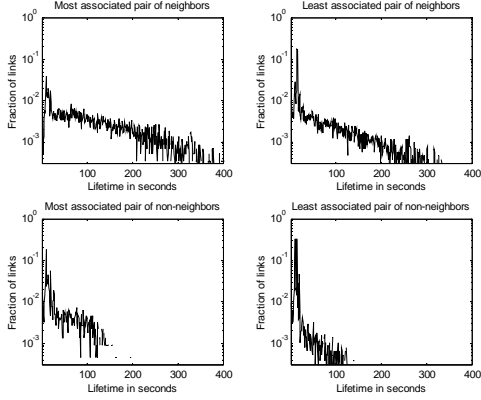 Most associated pair of neighbors
Least associated pair of neighbors
10^0
10^-1
10^-2
10^-3
Fraction of links
100 200 300 400
Lifetime in seconds
10^0
10^-1
10^-2
10^-3
Fraction of links
0 100 200 300 400
Lifetime in seconds
Most associated pair of non-neighbors
Least associated pair of non-neighbors
10^0
10^-1
10^-2
10^-3
Fraction of links
100 200 300 400
Lifetime in seconds
10^0
10^-1
10^-2
10^-3
Fraction of links
0 100 200 300 400
Lifetime in seconds